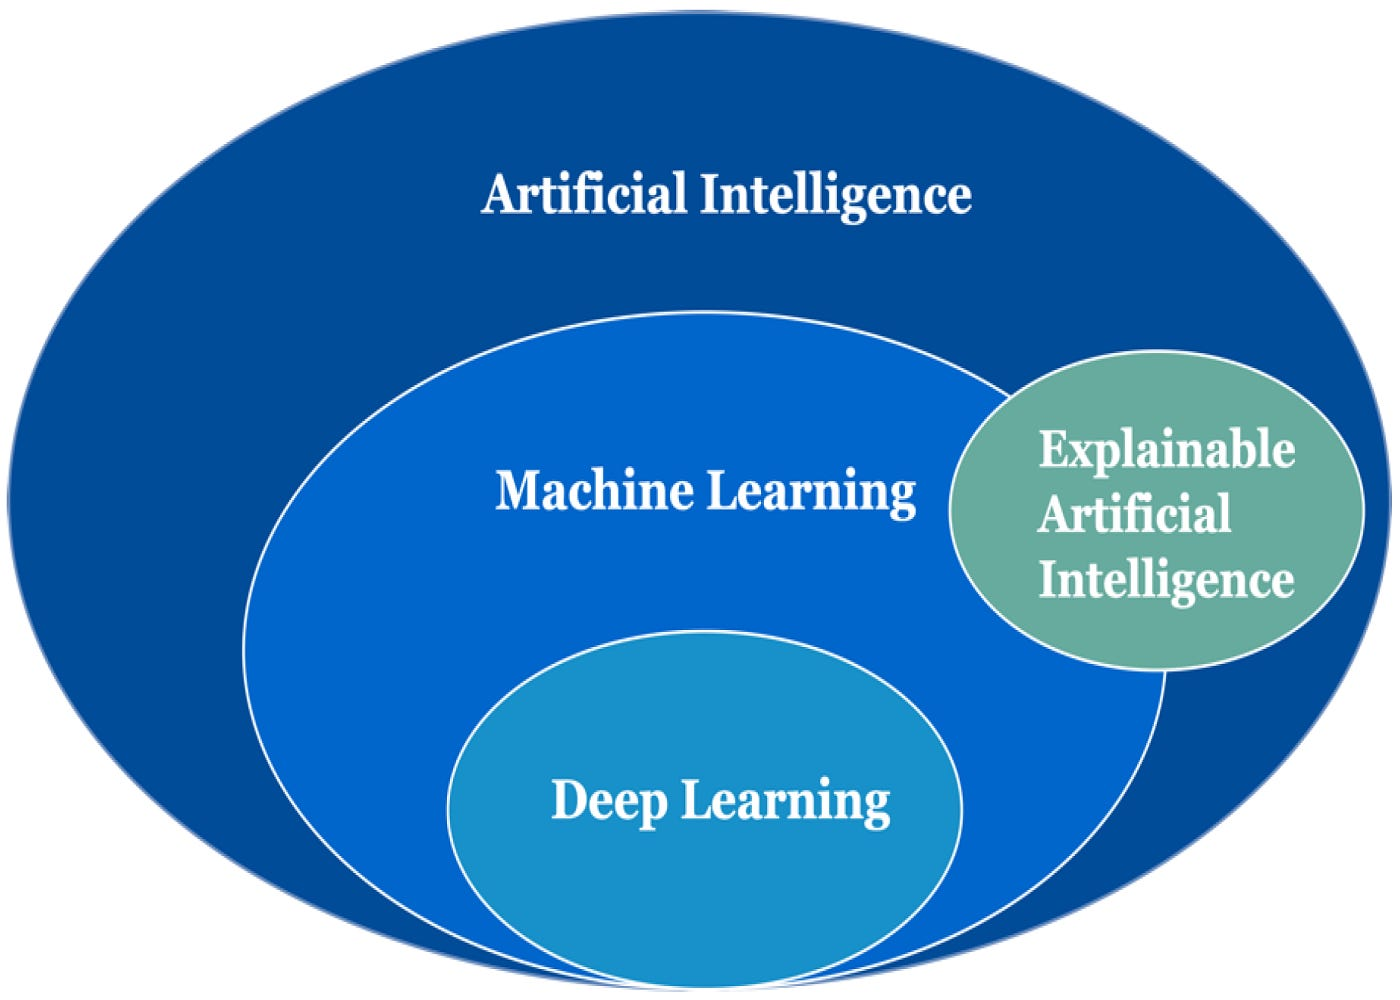 Artificial Intelligence
Machine Learning
Explainable
Artificial
Intelligence
Deep Learning